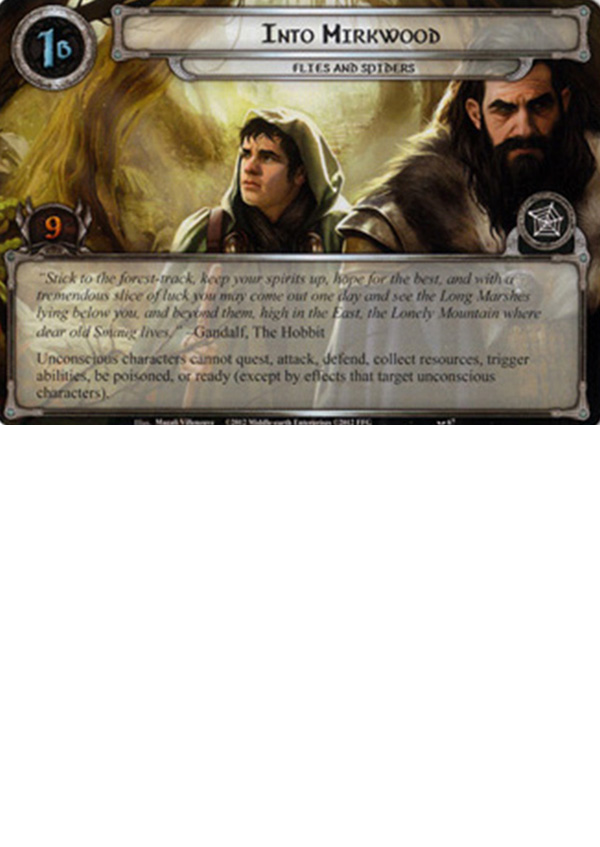 1B
INTO MIRKWOOD
FLIES AND SPIDERS
9
"Stick to the forest-track, keep your spirits up, hope for the best, and with a
tremendous slice of luck you may come out one day and see the Long Marshes
lying below you, and beyond them, high in the East, the Lonely Mountain where
dear old Smaug lives." –Gandalf, The Hobbit
Unconscious characters cannot quest, attack, defend, collect resources, trigger
abilities, be poisoned, or ready (except by effects that target unconscious
characters).
Illus. Magali Villeneuve ©2012 Middle-earth Enterprises ©2012 FFG